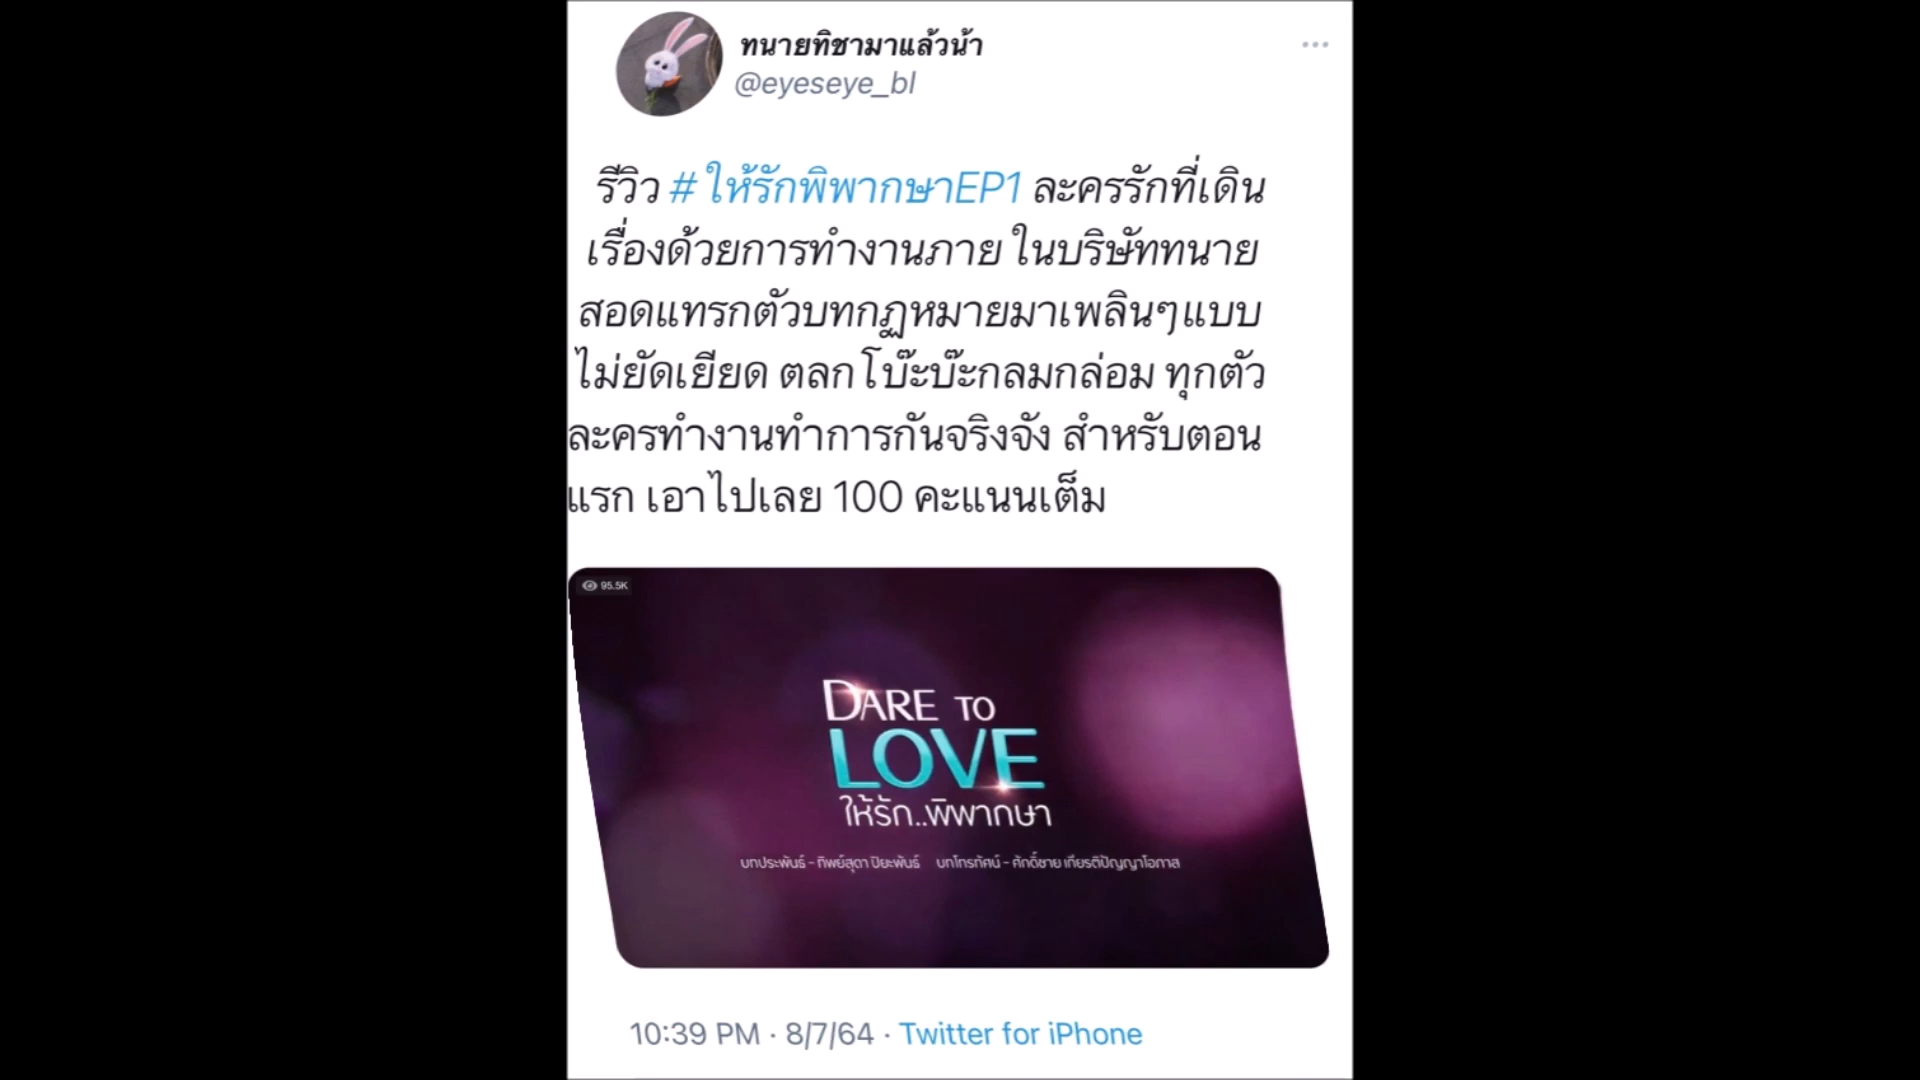 ทนายทิชามาแล้วน้า
@eyeseye_bl
รีวิว #ให้รักพิพากษาEP1 ละครรักที่เดิน
เรื่องด้วยการทำงานภายในบริษัททนาย
สอดแทรกตัวบทกฏหมายมาเพลินๆแบบ
ไม่ยัดเยียด ตลกโบ๊ะบ๊ะกลมกล่อม ทุกตัว
ละครทำงานทำการกันจริงจัง สำหรับตอน
แรก เอาไปเลย 100 คะแนนเต็ม
95.5K
DARE TO
LOVE
ให้รัก..พิพากษา
บทประพันธ์ - ทิพย์สุดา ปิยะพันธ์ บทโทรทัศน์ - ศักดิ์ชาย เกียรติปัญญาโอภาส
10:39 PM · 8/7/64 · Twitter for iPhone